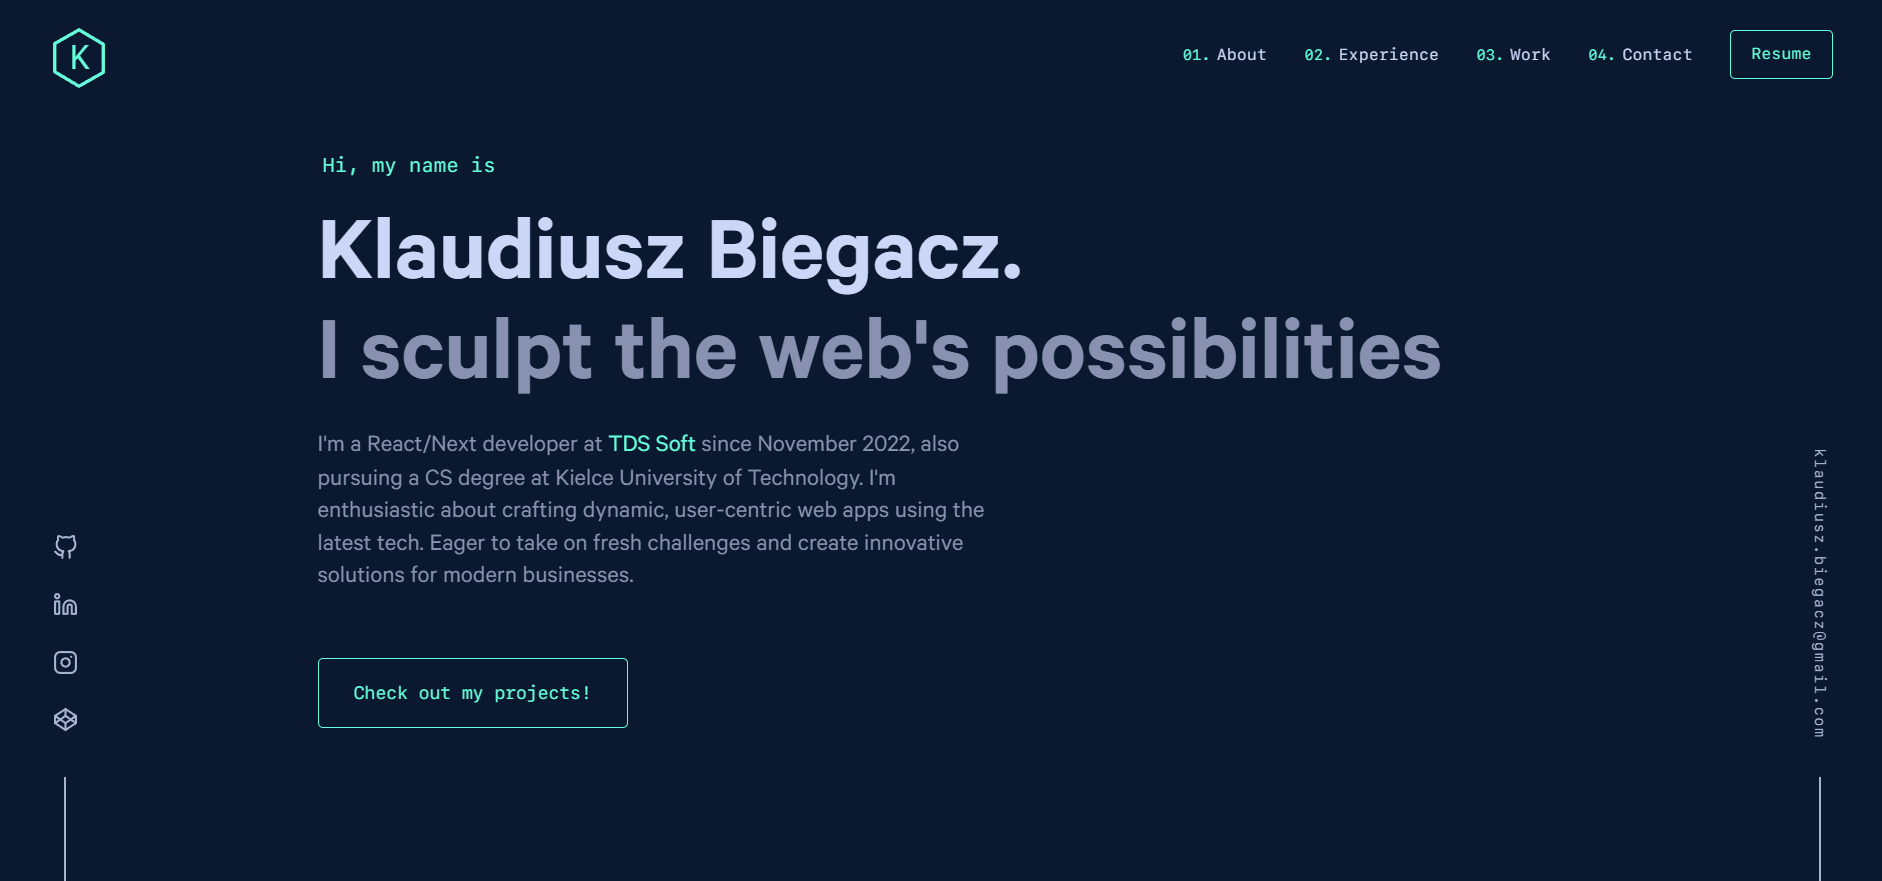 K
01. About 02. Experience 03. Work 04. Contact Resume
Hi, my name is
Klaudiusz Biegacz.
I sculpt the web's possibilities
I'm a React/Next developer at TDS Soft since November 2022, also
pursuing a CS degree at Kielce University of Technology. I'm
enthusiastic about crafting dynamic, user-centric web apps using the
latest tech. Eager to take on fresh challenges and create innovative
solutions for modern businesses.
Check out my projects!
klaudiusz.biegacz@gmail.com